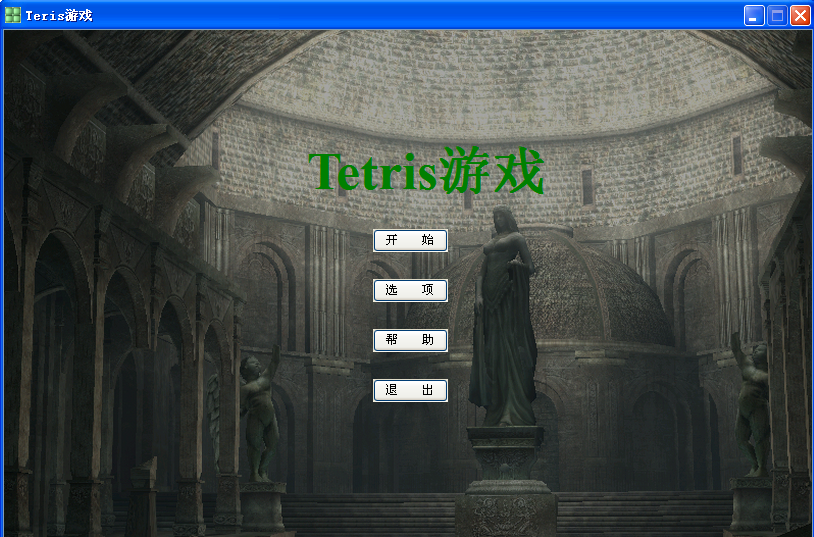 Teris游戏
Tetris游戏
开 始
选 项
帮 助
退 出